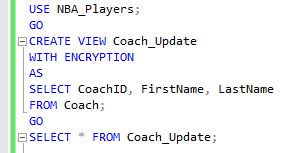 USE NBA_Players;
GO
CREATE VIEW Coach_Update
WITH ENCRYPTION
AS
SELECT CoachID, FirstName, LastName
FROM Coach;
GO
SELECT * FROM Coach_Update;